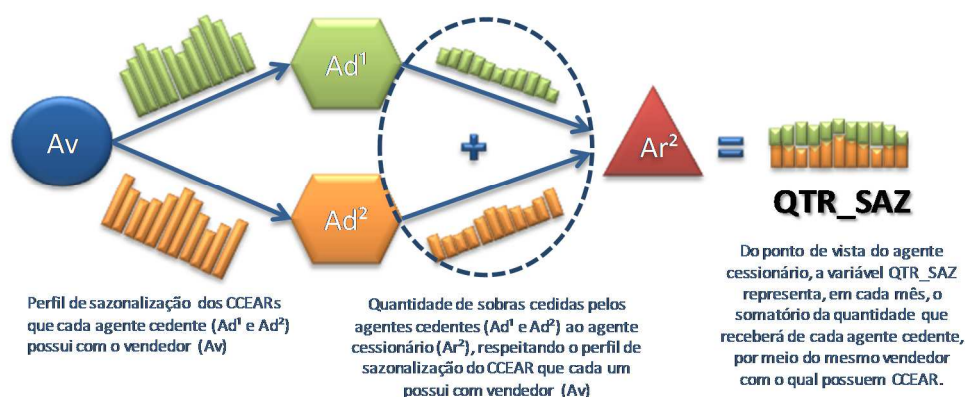 Av
Ad¹
Ad²
+
Ar²
=
QTR_SAZ
Perfil de sazonalização dos CCEARs
que cada agente cedente (Ad¹ e Ad²)
possui com o vendedor (Av)
Quantidade de sobras cedidas pelos
agentes cedentes (Ad¹ e Ad²) ao agente
cessionário (Ar²), respeitando o perfil de
sazonalização do CCEAR que cada um
possui com vendedor (Av)
Do ponto de vista do agente
cessionário, a variável QTR_SAZ
representa, em cada mês, o
somatório da quantidade que
receberá de cada agente cedente,
por meio do mesmo vendedor
com o qual possuem CCEAR.